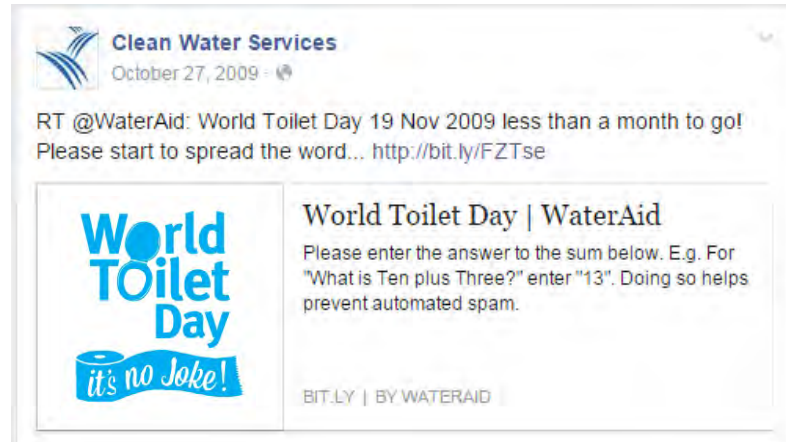 Clean Water Services
October 27, 2009
RT @WaterAid: World Toilet Day 19 Nov 2009 less than a month to go!
Please start to spread the word... http://bit.ly/FZTse
World
Toilet
Day
it's no Joke!
World Toilet Day | WaterAid
Please enter the answer to the sum below. E.g. For
"What is Ten plus Three?" enter "13". Doing so helps
prevent automated spam.
BIT.LY | BY WATERAID